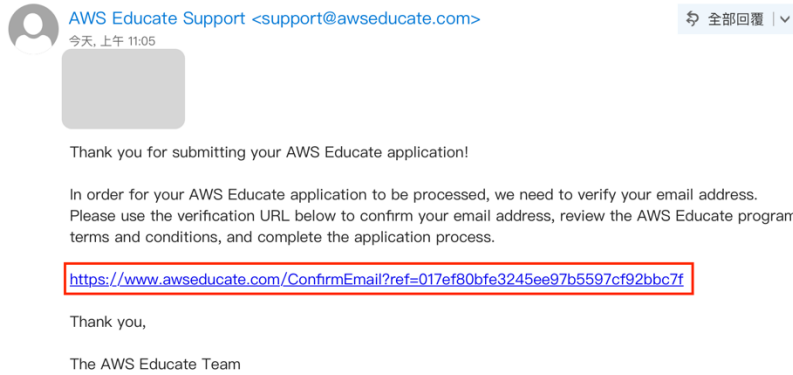 AWS Educate Support <support@awseducate.com>
全部回覆
今天, 上午 11:05
Thank you for submitting your AWS Educate application!
In order for your AWS Educate application to be processed, we need to verify your email address.
Please use the verification URL below to confirm your email address, review the AWS Educate program
terms and conditions, and complete the application process.
https://www.awseducate.com/ConfirmEmail?ref=017ef80bfe3245ee97b5597cf92bbc7f
Thank you,
The AWS Educate Team